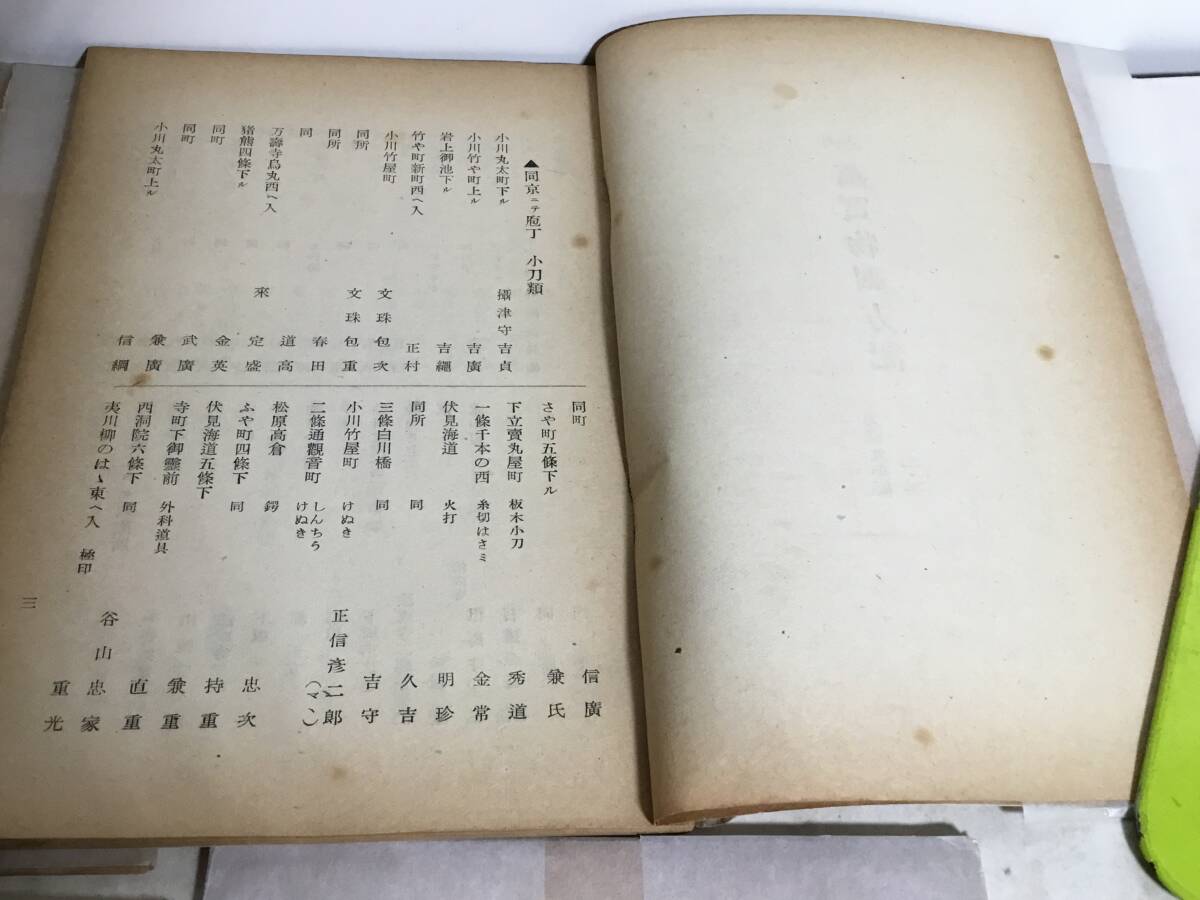 ▲同京ニテ庖丁　小刀類
小川丸太町下ル　攝津守吉貞
小川竹や町上ル　吉廣
岩上御池下ル　吉繩
竹や町新町西へ入　正村
小川竹屋町　文珠包次
同所　文珠包重
同所　春田
同　道高
万壽寺烏丸西へ入　來　定盛
猪熊四條下ル　金英
同町　武廣
同町　兼廣
小川丸太町上ル　信綱
同町　信廣
さや町五條下ル　兼氏
下立賣丸屋町　板木小刀　秀道
一條千本の西　糸切はさミ　金常
伏見海道　火打　明珍
同所　同　久吉
三條白川橋　同　吉守
小川竹屋町　けぬき　正信彦二郎
(マヽ)
二條通觀音町　しんちう けぬき
松原高倉　鍔　忠次
ふや町四條下　同　持重
伏見海道五條下　兼重
寺町下御靈前　外科道具　直重
西洞院六條下　同　谷山　忠家
夷川柳のはゝ東へ入　極印　重光
三